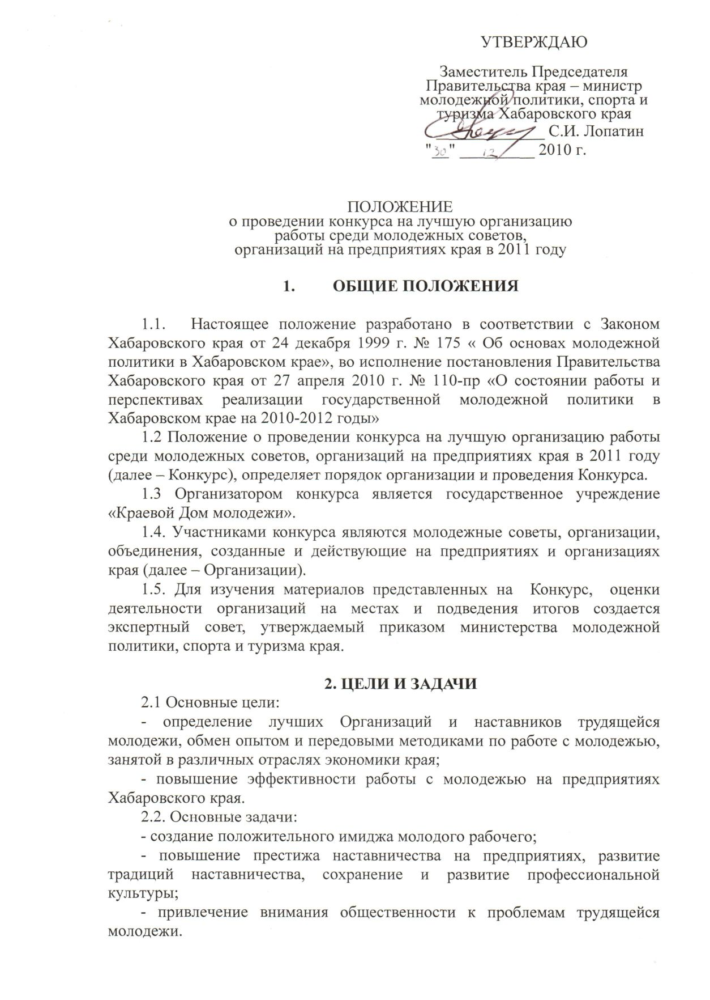 УТВЕРЖДАЮ
Заместитель Председателя
Правительства края – министр
молодежной политики, спорта и
туризма Хабаровского края
_____________ С.И. Лопатин
"30" 12 2010 г.
ПОЛОЖЕНИЕ
о проведении конкурса на лучшую организацию
работы среди молодежных советов,
организаций на предприятиях края в 2011 году
1. ОБЩИЕ ПОЛОЖЕНИЯ
1.1. Настоящее положение разработано в соответствии с Законом
Хабаровского края от 24 декабря 1999 г. № 175 « Об основах молодежной
политики в Хабаровском крае», во исполнение постановления Правительства
Хабаровского края от 27 апреля 2010 г. № 110-пр «О состоянии работы и
перспективах реализации государственной молодежной политики в
Хабаровском крае на 2010-2012 годы»
1.2 Положение о проведении конкурса на лучшую организацию работы
среди молодежных советов, организаций на предприятиях края в 2011 году
(далее – Конкурс), определяет порядок организации и проведения Конкурса.
1.3 Организатором конкурса является государственное учреждение
«Краевой Дом молодежи».
1.4. Участниками конкурса являются молодежные советы, организации,
объединения, созданные и действующие на предприятиях и организациях
края (далее – Организации).
1.5. Для изучения материалов представленных на Конкурс, оценки
деятельности организаций на местах и подведения итогов создается
экспертный совет, утверждаемый приказом министерства молодежной
политики, спорта и туризма края.
2. ЦЕЛИ И ЗАДАЧИ
2.1 Основные цели:
- определение лучших Организаций и наставников трудящейся
молодежи, обмен опытом и передовыми методиками по работе с молодежью,
занятой в различных отраслях экономики края;
- повышение эффективности работы с молодежью на предприятиях
Хабаровского края.
2.2. Основные задачи:
- создание положительного имиджа молодого рабочего;
- повышение престижа наставничества на предприятиях, развитие
традиций наставничества, сохранение и развитие профессиональной
культуры;
- привлечение внимания общественности к проблемам трудящейся
молодежи.